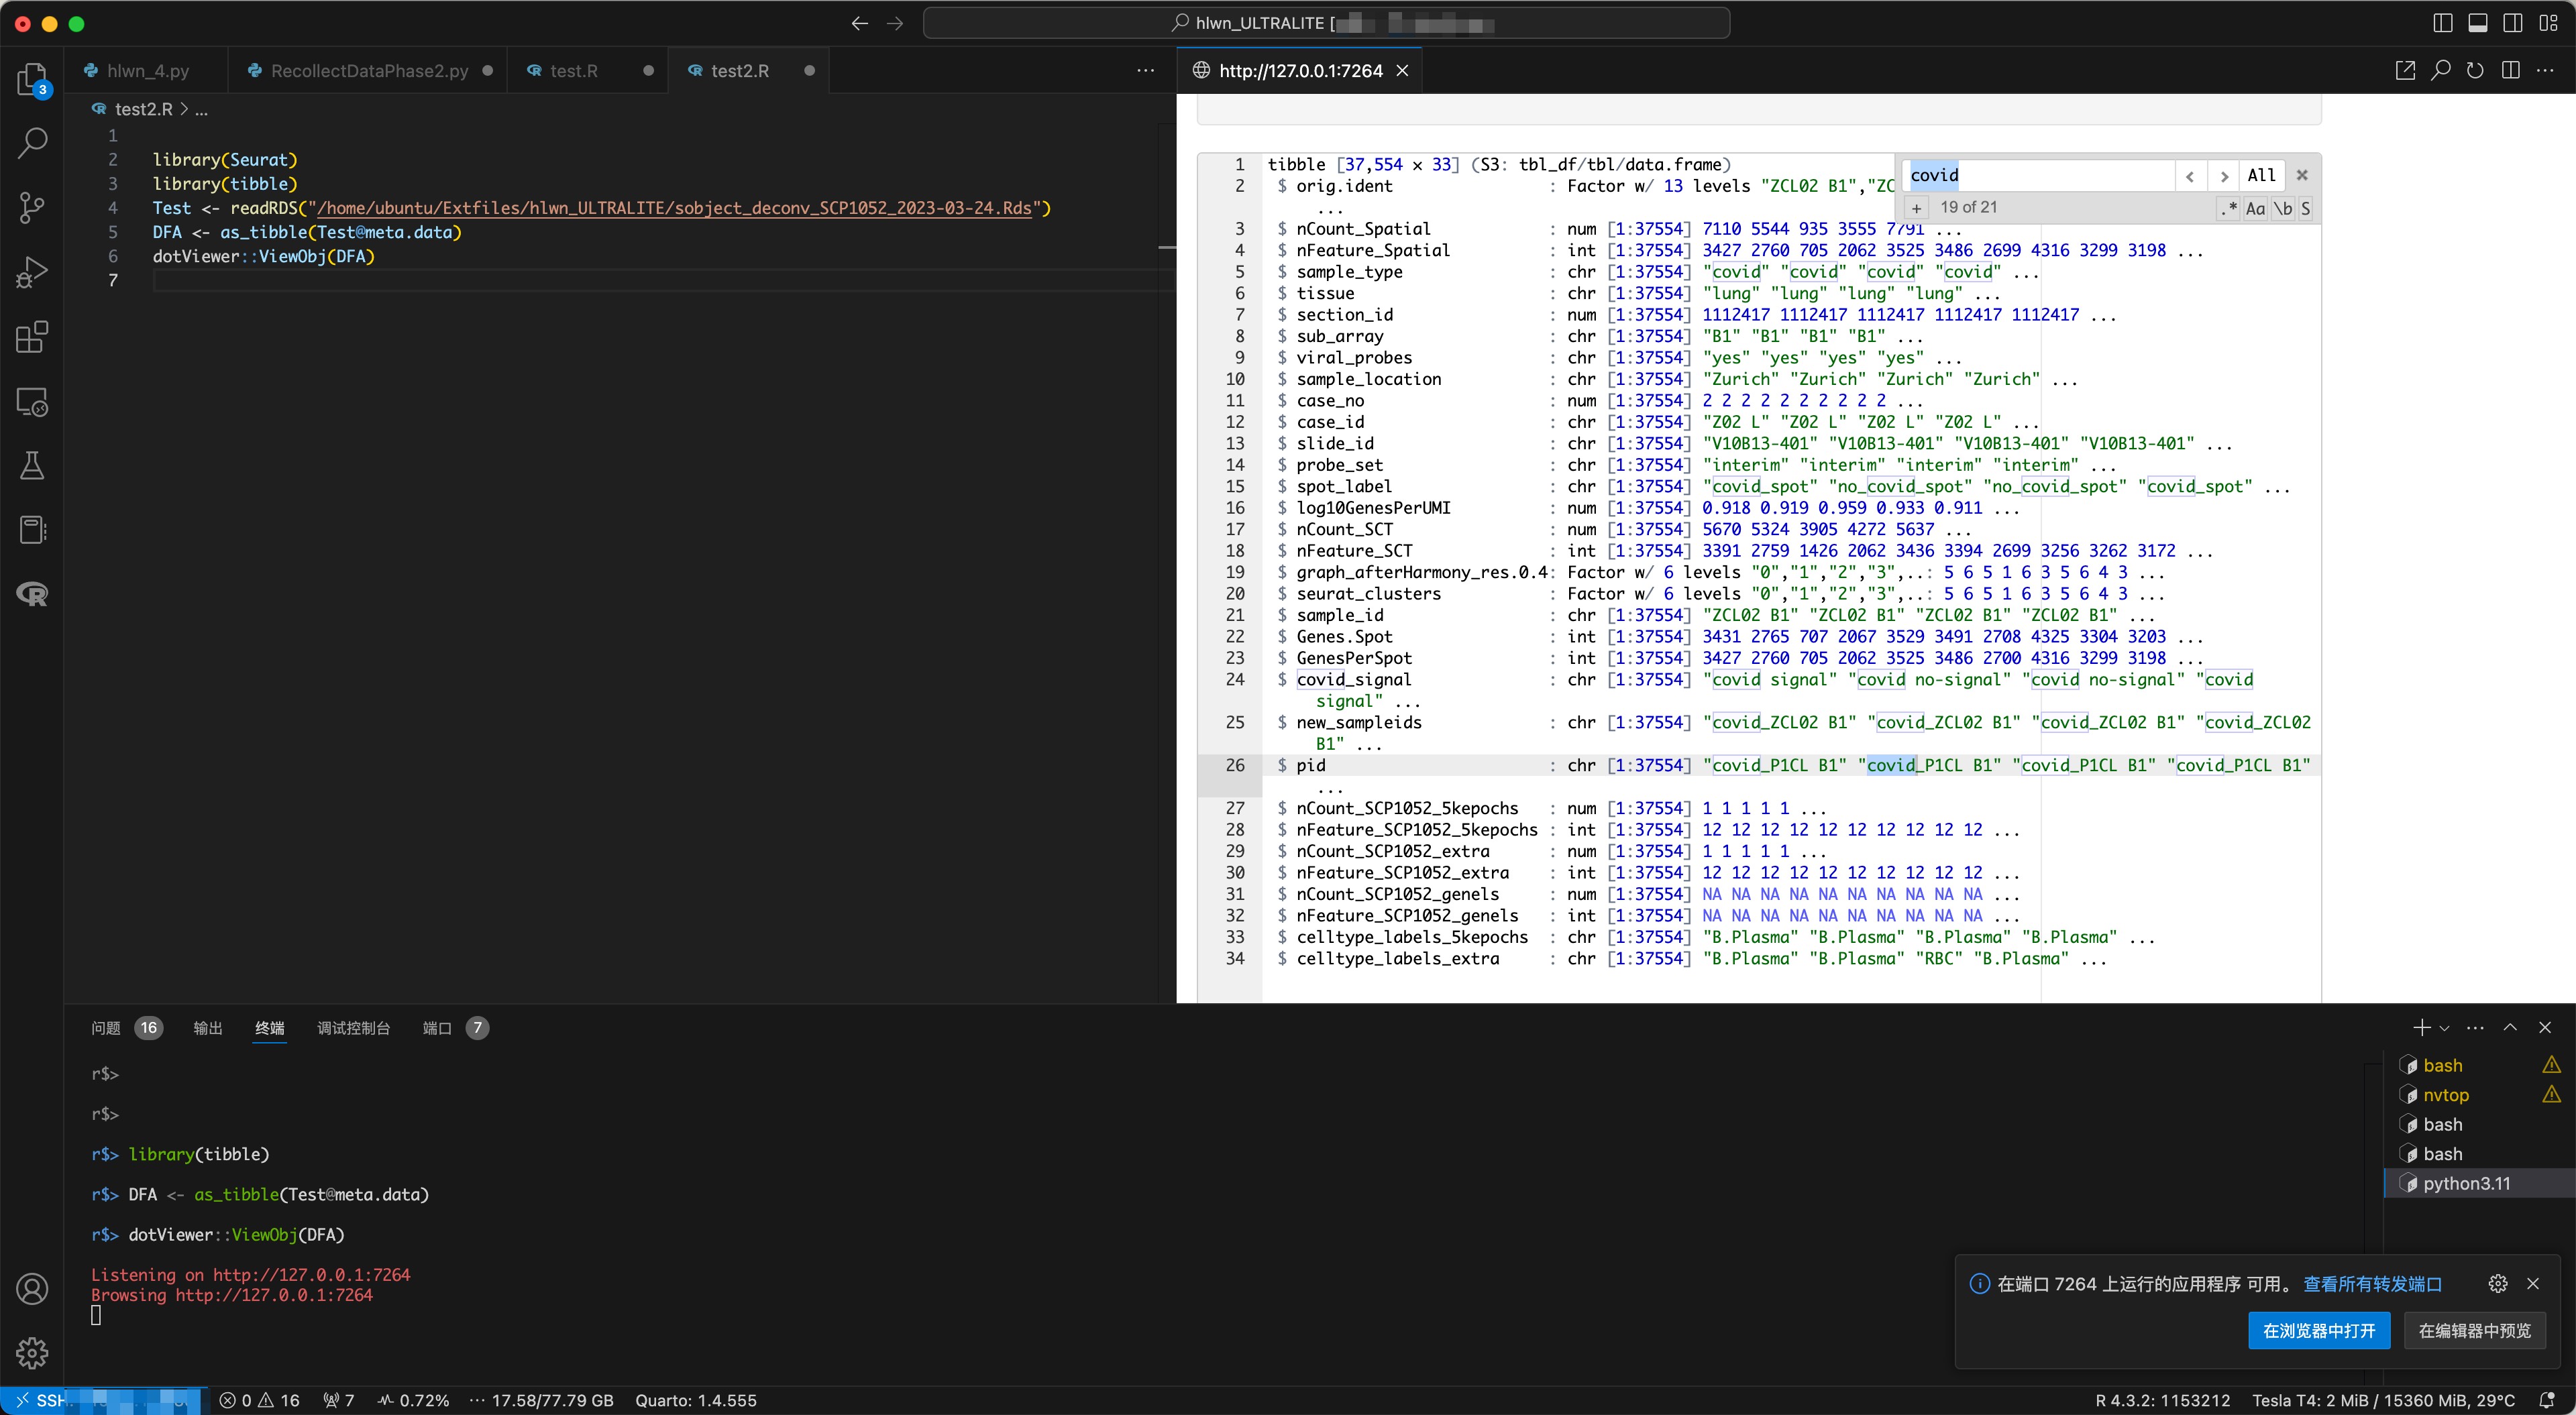 hlwn_ULTRALITE [
hlwn_4.py
RecollectDataPhase2.py
test.R
test2.R
http://127.0.0.1:7264
3
test2.R > ...
1
2 library(Seurat)
3 library(tibble)
4 Test <- readRDS("/home/ubuntu/Extfiles/hlwn_ULTRALITE/sobject_deconv_SCP1052_2023-03-24.Rds")
5 DFA <- as_tibble(Test@meta.data)
6 dotViewer::ViewObj(DFA)
7
covid
All
+ 19 of 21
.* Aa \b S
1 tibble [37,554 × 33] (S3: tbl_df/tbl/data.frame)
2 $ orig.ident : Factor w/ 13 levels "ZCL02 B1","ZC
...
3 $ nCount_Spatial : num [1:37554] 7110 5544 935 3555 7791 ...
4 $ nFeature_Spatial : int [1:37554] 3427 2760 705 2062 3525 3486 2699 4316 3299 3198 ...
5 $ sample_type : chr [1:37554] "covid" "covid" "covid" "covid" ...
6 $ tissue : chr [1:37554] "lung" "lung" "lung" "lung" ...
7 $ section_id : num [1:37554] 1112417 1112417 1112417 1112417 1112417 ...
8 $ sub_array : chr [1:37554] "B1" "B1" "B1" "B1" ...
9 $ viral_probes : chr [1:37554] "yes" "yes" "yes" "yes" ...
10 $ sample_location : chr [1:37554] "Zurich" "Zurich" "Zurich" "Zurich" ...
11 $ case_no : num [1:37554] 2 2 2 2 2 2 2 2 2 2 ...
12 $ case_id : chr [1:37554] "Z02 L" "Z02 L" "Z02 L" "Z02 L" ...
13 $ slide_id : chr [1:37554] "V10B13-401" "V10B13-401" "V10B13-401" "V10B13-401" ...
14 $ probe_set : chr [1:37554] "interim" "interim" "interim" "interim" ...
15 $ spot_label : chr [1:37554] "covid_spot" "no_covid_spot" "no_covid_spot" "covid_spot" ...
16 $ log10GenesPerUMI : num [1:37554] 0.918 0.919 0.959 0.933 0.911 ...
17 $ nCount_SCT : num [1:37554] 5670 5324 3905 4272 5637 ...
18 $ nFeature_SCT : int [1:37554] 3391 2759 1426 2062 3436 3394 2699 3256 3262 3172 ...
19 $ graph_afterHarmony_res.0.4: Factor w/ 6 levels "0","1","2","3",..: 5 6 5 1 6 3 5 6 4 3 ...
20 $ seurat_clusters : Factor w/ 6 levels "0","1","2","3",..: 5 6 5 1 6 3 5 6 4 3 ...
21 $ sample_id : chr [1:37554] "ZCL02 B1" "ZCL02 B1" "ZCL02 B1" "ZCL02 B1" ...
22 $ Genes.Spot : int [1:37554] 3431 2765 707 2067 3529 3491 2708 4325 3304 3203 ...
23 $ GenesPerSpot : int [1:37554] 3427 2760 705 2062 3525 3486 2700 4316 3299 3198 ...
24 $ covid_signal : chr [1:37554] "covid signal" "covid no-signal" "covid no-signal" "covid
signal" ...
25 $ new_sampleids : chr [1:37554] "covid_ZCL02 B1" "covid_ZCL02 B1" "covid_ZCL02 B1" "covid_ZCL02
B1" ...
26 $ pid : chr [1:37554] "covid_P1CL B1" "covid_P1CL B1" "covid_P1CL B1" "covid_P1CL B1"
...
27 $ nCount_SCP1052_5kepochs : num [1:37554] 1 1 1 1 1 ...
28 $ nFeature_SCP1052_5kepochs : int [1:37554] 12 12 12 12 12 12 12 12 12 12 ...
29 $ nCount_SCP1052_extra : num [1:37554] 1 1 1 1 1 ...
30 $ nFeature_SCP1052_extra : int [1:37554] 12 12 12 12 12 12 12 12 12 12 ...
31 $ nCount_SCP1052_genels : num [1:37554] NA NA NA NA NA NA NA NA NA NA ...
32 $ nFeature_SCP1052_genels : int [1:37554] NA NA NA NA NA NA NA NA NA NA ...
33 $ celltype_labels_5kepochs : chr [1:37554] "B.Plasma" "B.Plasma" "B.Plasma" "B.Plasma" ...
34 $ celltype_labels_extra : chr [1:37554] "B.Plasma" "B.Plasma" "RBC" "B.Plasma" ...
问题 16 输出 终端 调试控制台 端口 7
r$>
r$>
r$> library(tibble)
r$> DFA <- as_tibble(Test@meta.data)
r$> dotViewer::ViewObj(DFA)
Listening on http://127.0.0.1:7264
Browsing http://127.0.0.1:7264
bash
nvtop
bash
bash
python3.11
在端口 7264 上运行的应用程序 可用。 查看所有转发端口
在浏览器中打开
在编辑器中预览
SSH: 0 16 7 0.72% ··· 17.58/77.79 GB Quarto: 1.4.555
R 4.3.2: 1153212 Tesla T4: 2 MiB / 15360 MiB, 29°C